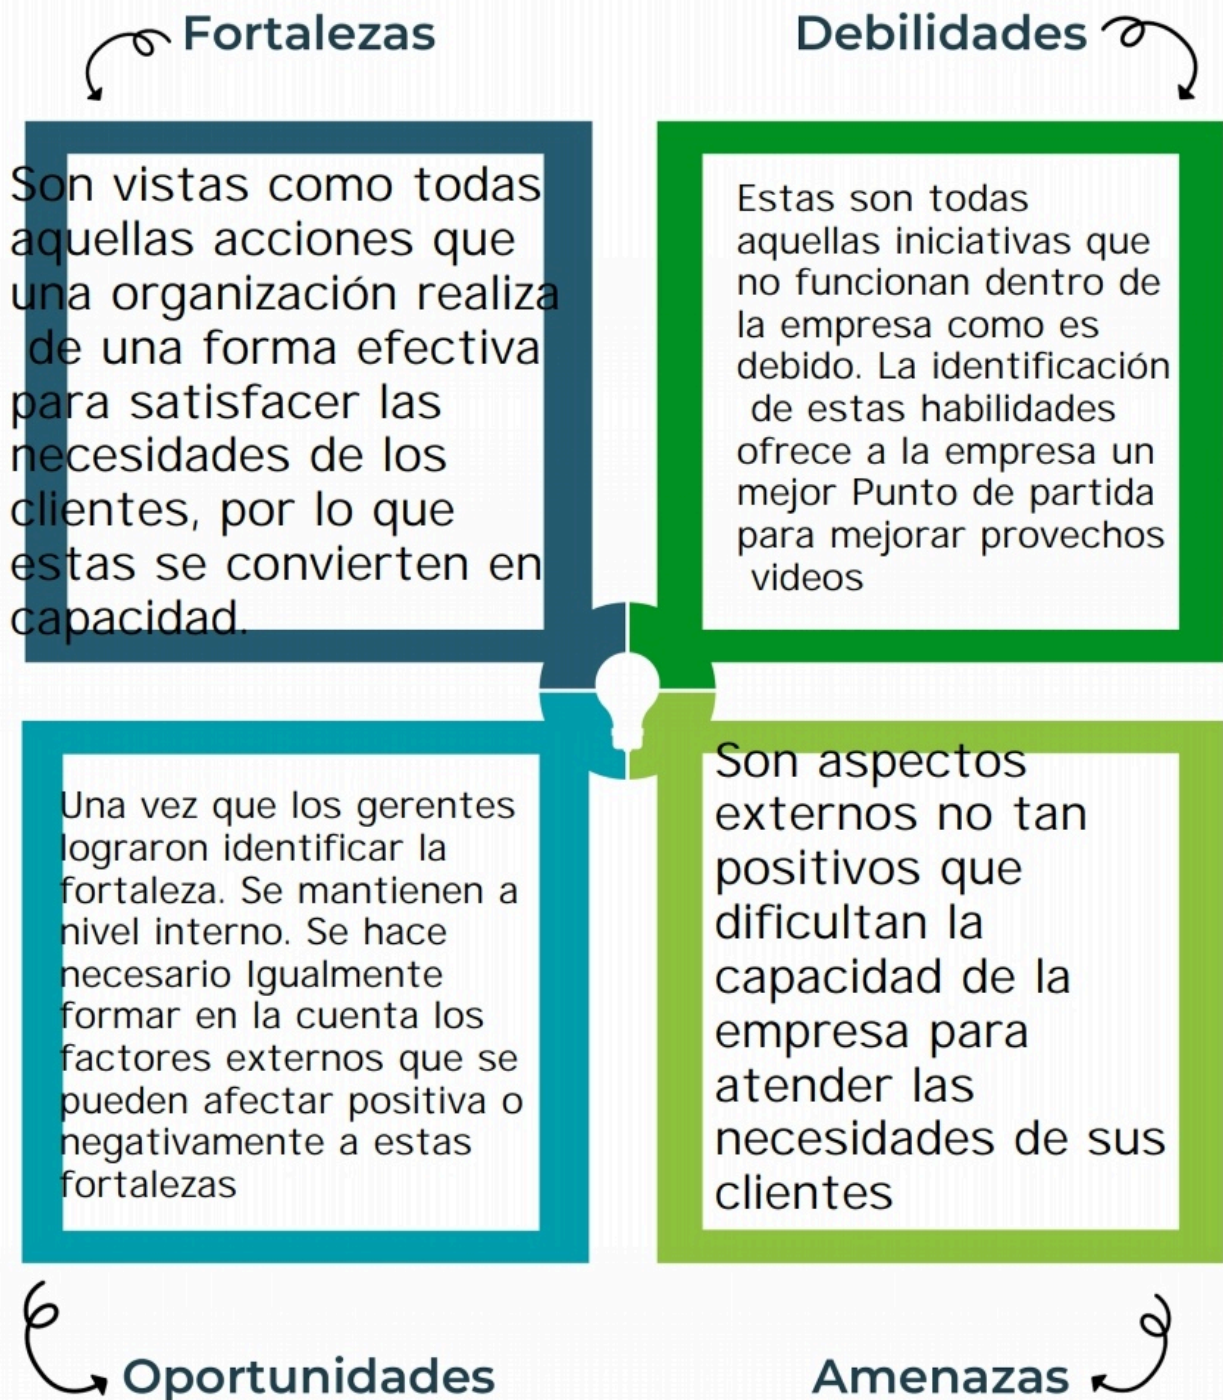 Fortalezas
Son vistas como todas
aquellas acciones que
una organización realiza
de una forma efectiva
para satisfacer las
necesidades de los
clientes, por lo que
estas se convierten en
capacidad.
Debilidades
Estas son todas
aquellas iniciativas que
no funcionan dentro de
la empresa como es
debido. La identificación
de estas habilidades
ofrece a la empresa un
mejor Punto de partida
para mejorar provechos
videos
Una vez que los gerentes
lograron identificar la
fortaleza. Se mantienen a
nivel interno. Se hace
necesario Igualmente
formar en la cuenta los
factores externos que se
pueden afectar positiva o
negativamente a estas
fortalezas
Oportunidades
Son aspectos
externos no tan
positivos que
dificultan la
capacidad de la
empresa para
atender las
necesidades de sus
clientes
Amenazas